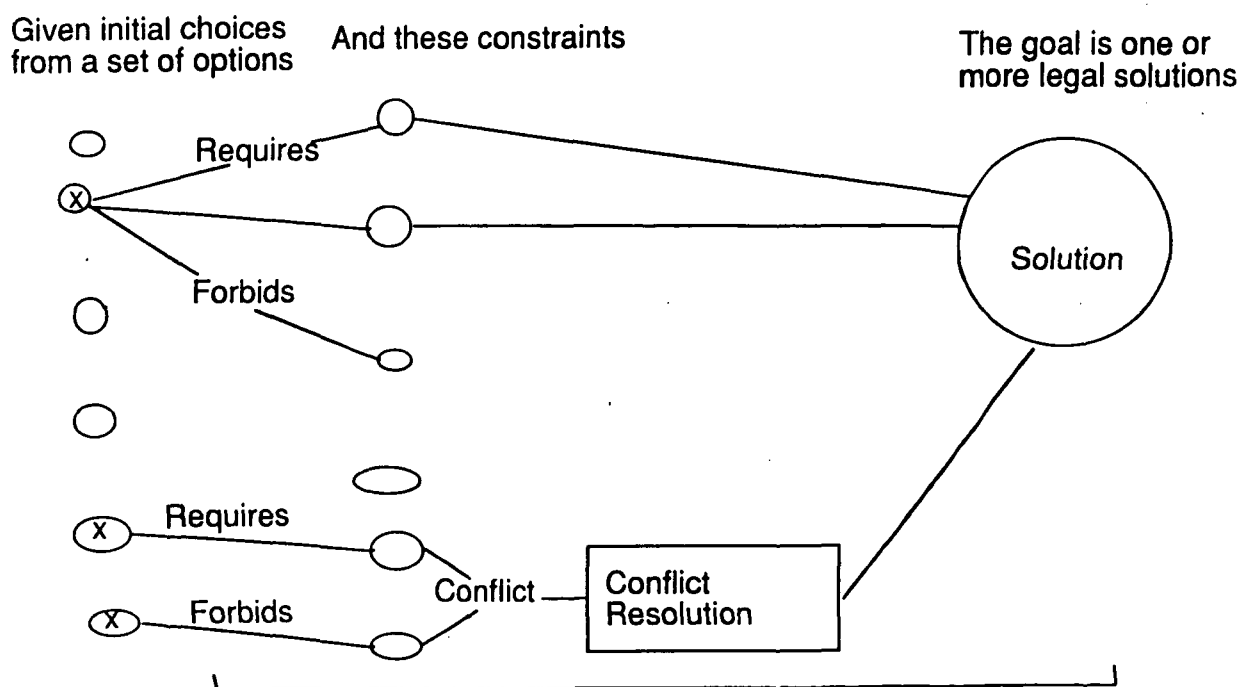 Given initial choices
from a set of options
And these constraints
The goal is one or
more legal solutions
Requires
X
Forbids
Solution
Requires
X
Conflict
Conflict
Resolution
Forbids
X